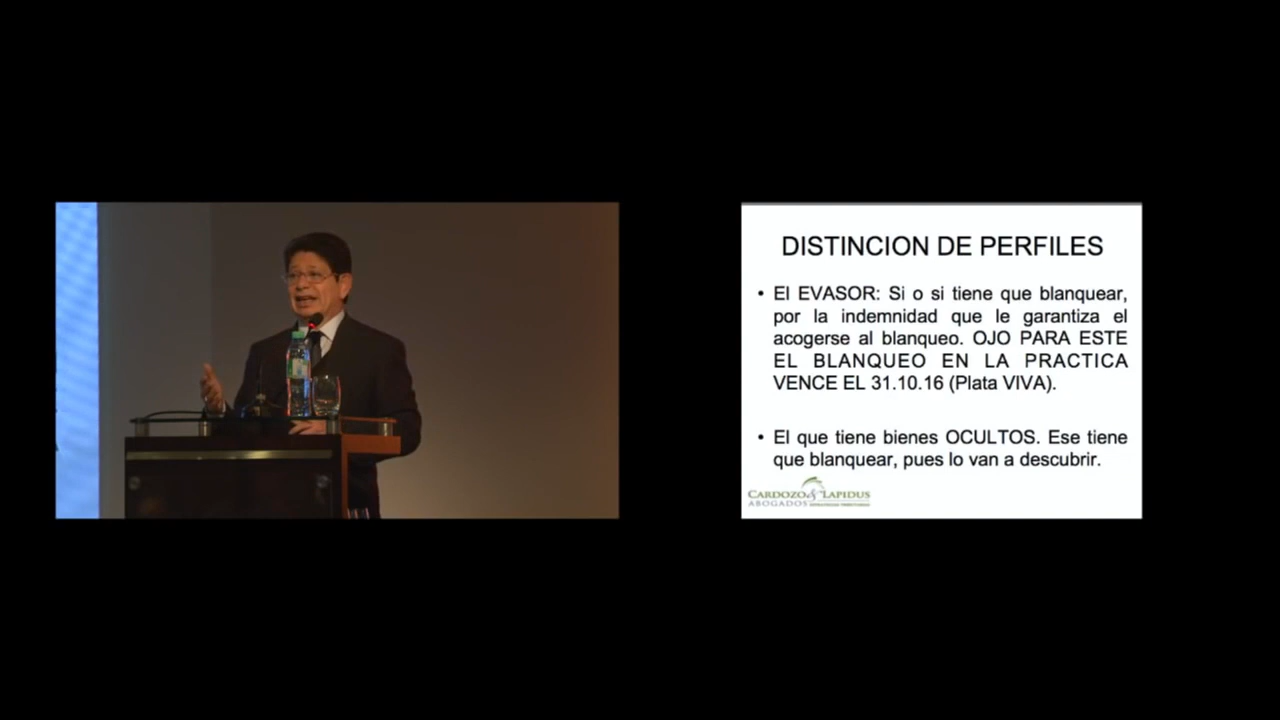 DISTINCION DE PERFILES
• El EVASOR: Si o si tiene que blanquear,
por la indemnidad que le garantiza el
acogerse al blanqueo. OJO PARA ESTE
EL BLANQUEO EN LA PRACTICA
VENCE EL 31.10.16 (Plata VIVA).
• El que tiene bienes OCULTOS. Ese tiene
que blanquear, pues lo van a descubrir.
CARDOZO & LAPIDUS
ABOGADOS